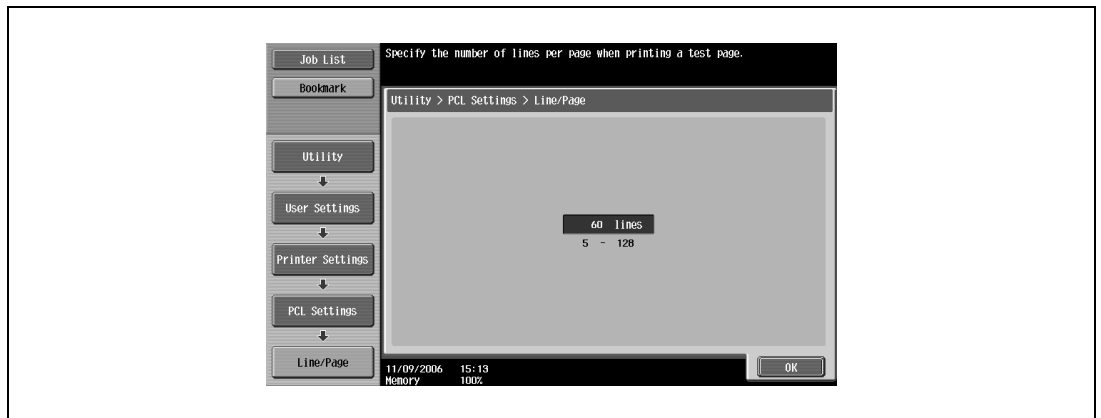 Job List
Bookmark
Specify the number of lines per page when printing a test page.
Utility > PCL Settings > Line/Page
Utility
User Settings
Printer Settings
PCL Settings
Line/Page
60 lines
5 - 128
11/09/2006 15:13
Memory 100%
OK